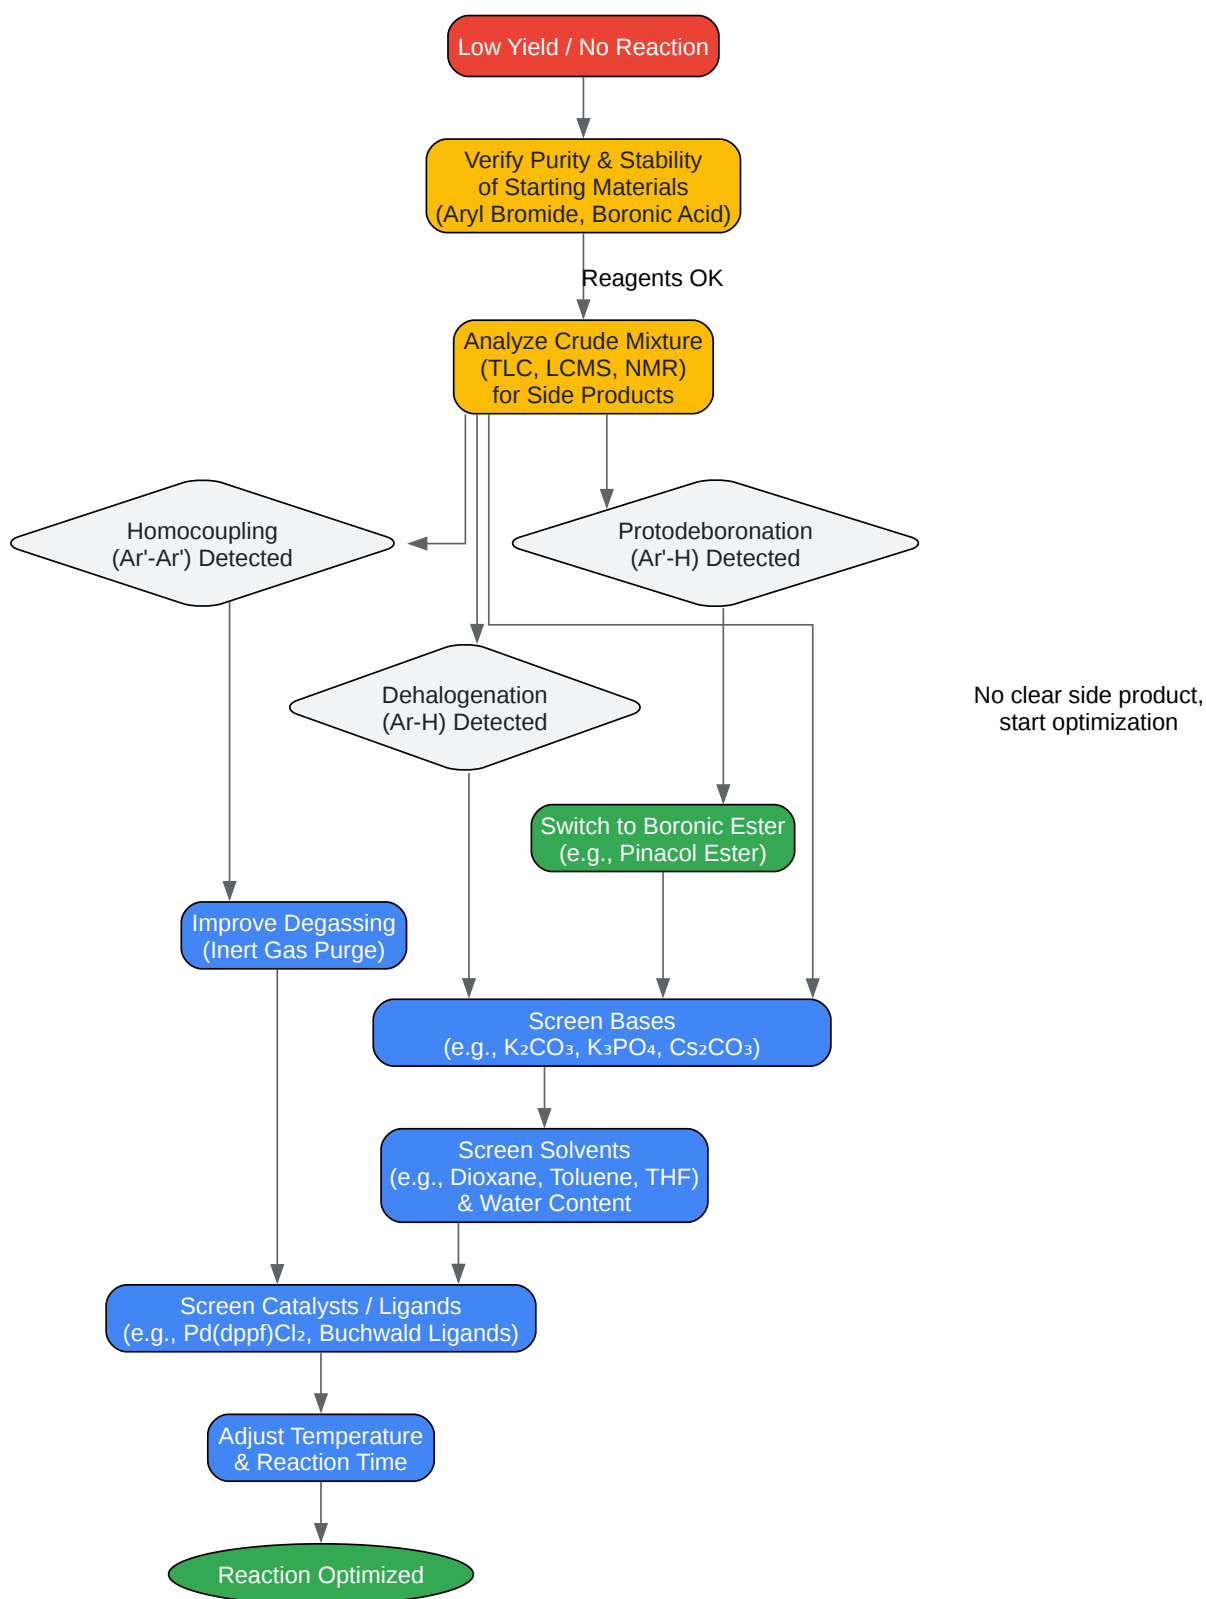 Low Yield / No Reaction
Verify Purity & Stability
of Starting Materials
(Aryl Bromide, Boronic Acid)
Reagents OK
Analyze Crude Mixture
(TLC, LCMS, NMR)
for Side Products
Homocoupling
(Ar'-Ar') Detected
Protodeboronation
(Ar'-H) Detected
Dehalogenation
(Ar-H) Detected
No clear side product,
start optimization
Switch to Boronic Ester
(e.g., Pinacol Ester)
Improve Degassing
(Inert Gas Purge)
Screen Bases
(e.g., K₂CO₃, K₃PO₄, Cs₂CO₃)
Screen Solvents
(e.g., Dioxane, Toluene, THF)
& Water Content
Screen Catalysts / Ligands
(e.g., Pd(dppf)Cl₂, Buchwald Ligands)
Adjust Temperature
& Reaction Time
Reaction Optimized